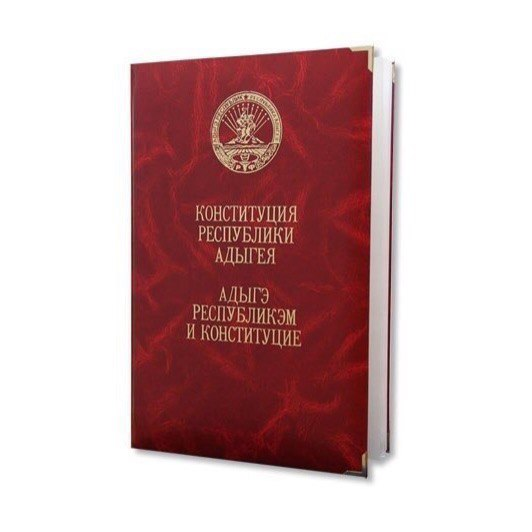 КОНСТИТУЦИЯ
РЕСПУБЛИКИ
АДЫГЕЯ
АДЫГЭ
РЕСПУБЛИКЭМ
И КОНСТИТУЦИЕ